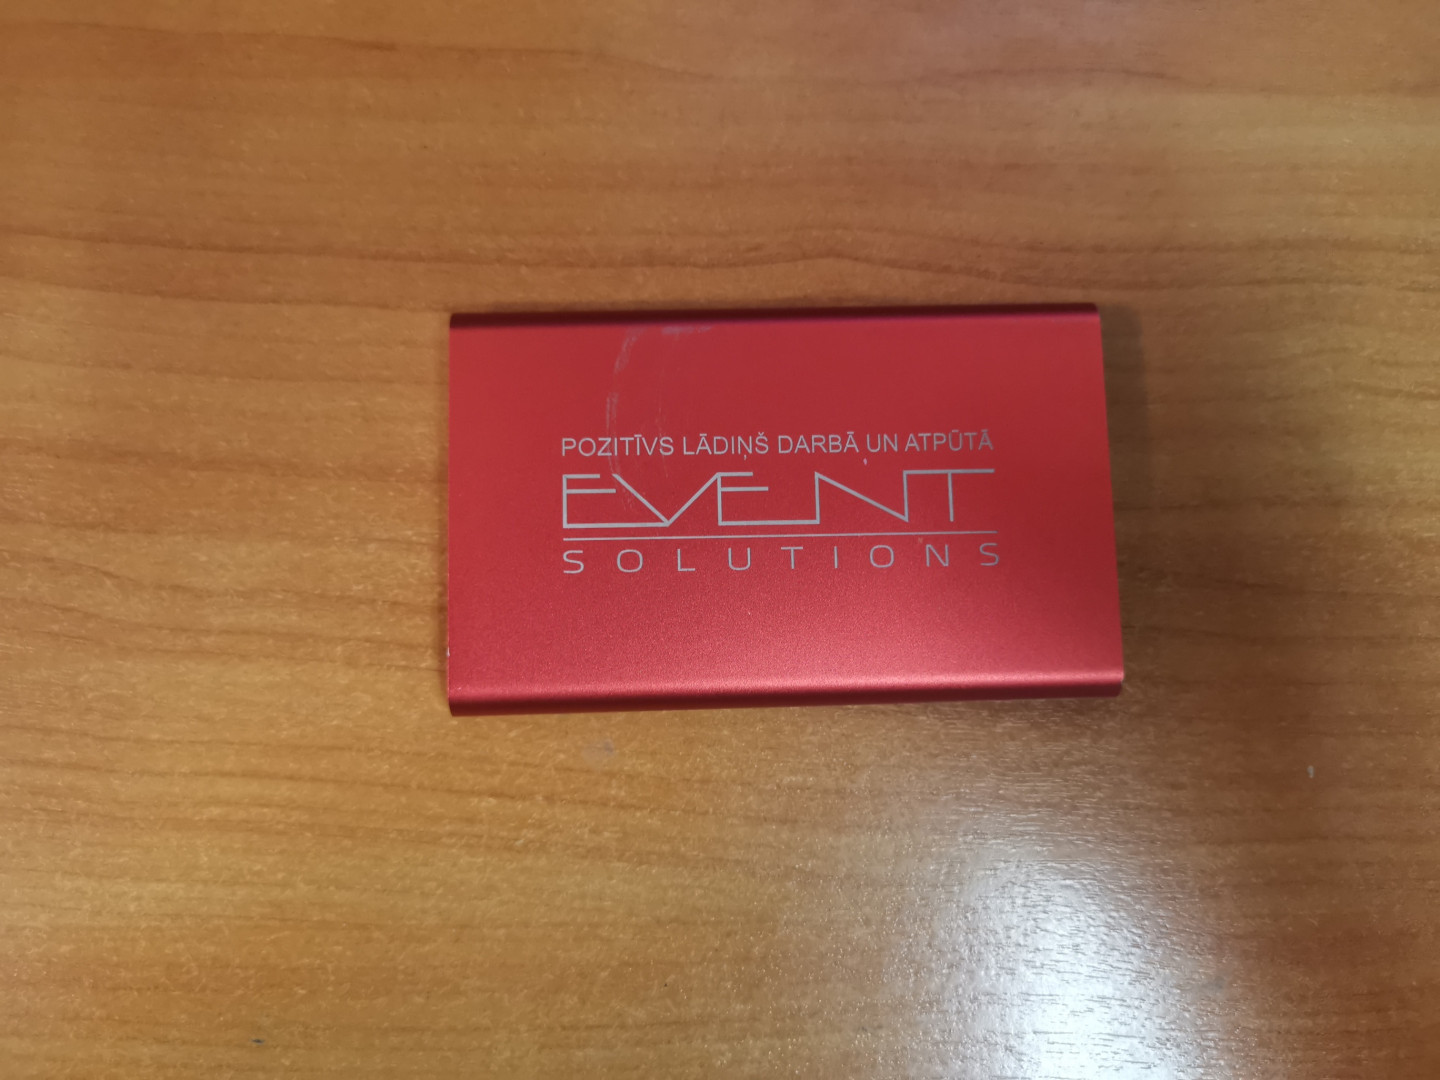 POZITĪVS LĀDIŅŠ DARBĀ UN ATPŪTĀ
EVENT
SOLUTIONS